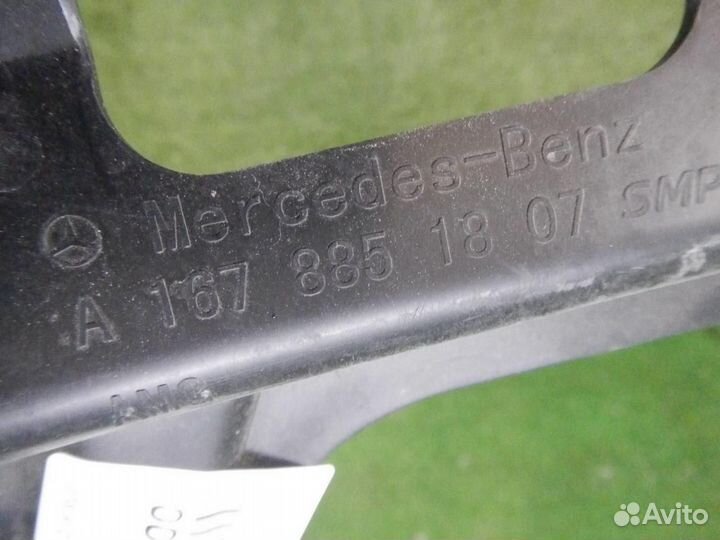 Mercedes-Benz
A 167 885 18 07 SMP
AMG
Avito